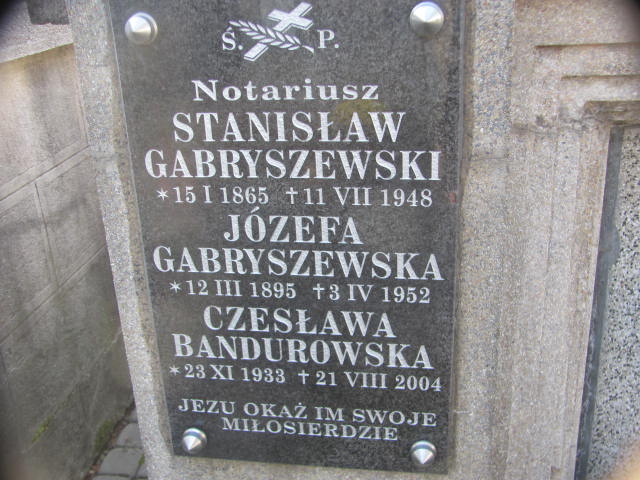 Ś. P.
Notariusz
STANISŁAW
GABRYSZEWSKI
* 15 I 1865 † 11 VII 1948
JÓZEFA
GABRYSZEWSKA
* 12 III 1895 † 3 IV 1952
CZESŁAWA
BANDUROWSKA
* 23 XI 1933 † 21 VIII 2004
JEZU OKAŻ IM SWOJE
MIŁOSIERDZIE